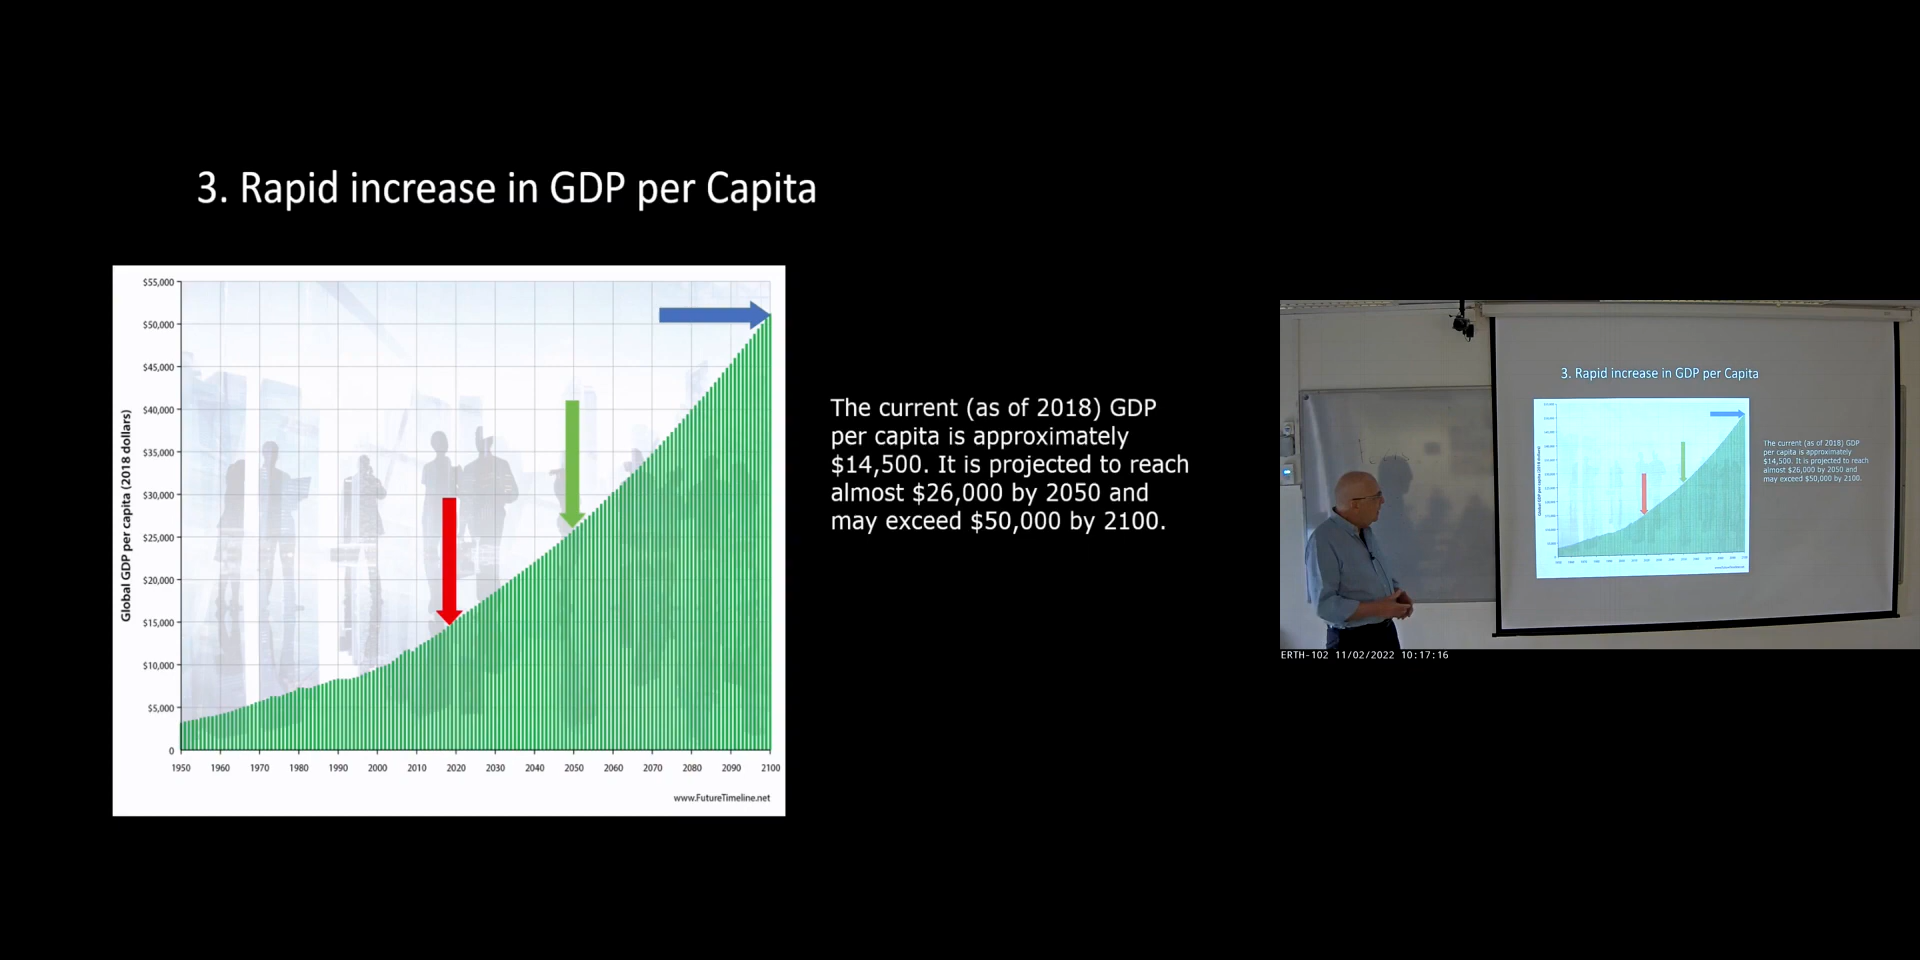 3. Rapid increase in GDP per Capita
$55,000
$50,000
$45,000
$40,000
$35,000
$30,000
$25,000
$20,000
$15,000
$10,000
$5,000
0
Global GDP per capita (2018 dollars)
1950 1960 1970 1980 1990 2000 2010 2020 2030 2040 2050 2060 2070 2080 2090 2100
www.FutureTimeline.net
The current (as of 2018) GDP
per capita is approximately
$14,500. It is projected to reach
almost $26,000 by 2050 and
may exceed $50,000 by 2100.
3. Rapid increase in GDP per Capita
The current (as of 2018) GDP
per capita is approximately
$14,500. It is projected to reach
almost $26,000 by 2050 and
may exceed $50,000 by 2100.
ERTH-102 11/02/2022 10:17:16